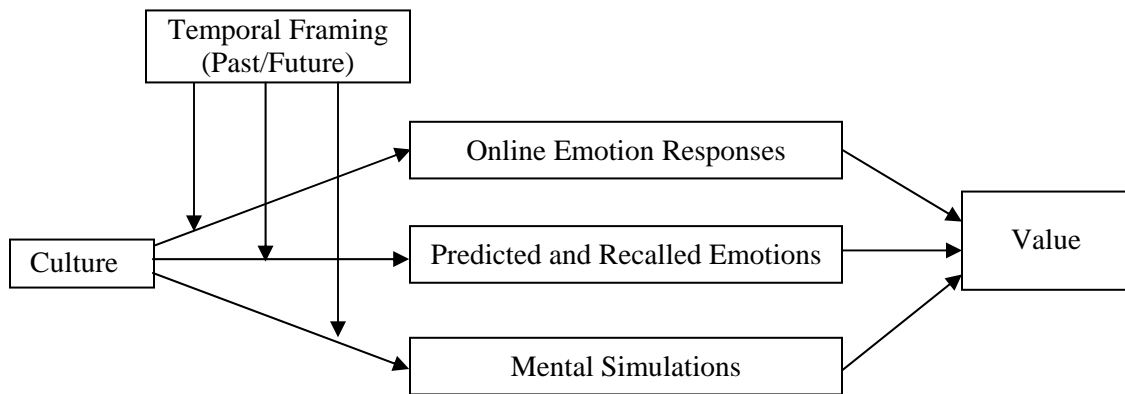 Temporal Framing
(Past/Future)
Online Emotion Responses
Culture
Predicted and Recalled Emotions
Value
Mental Simulations